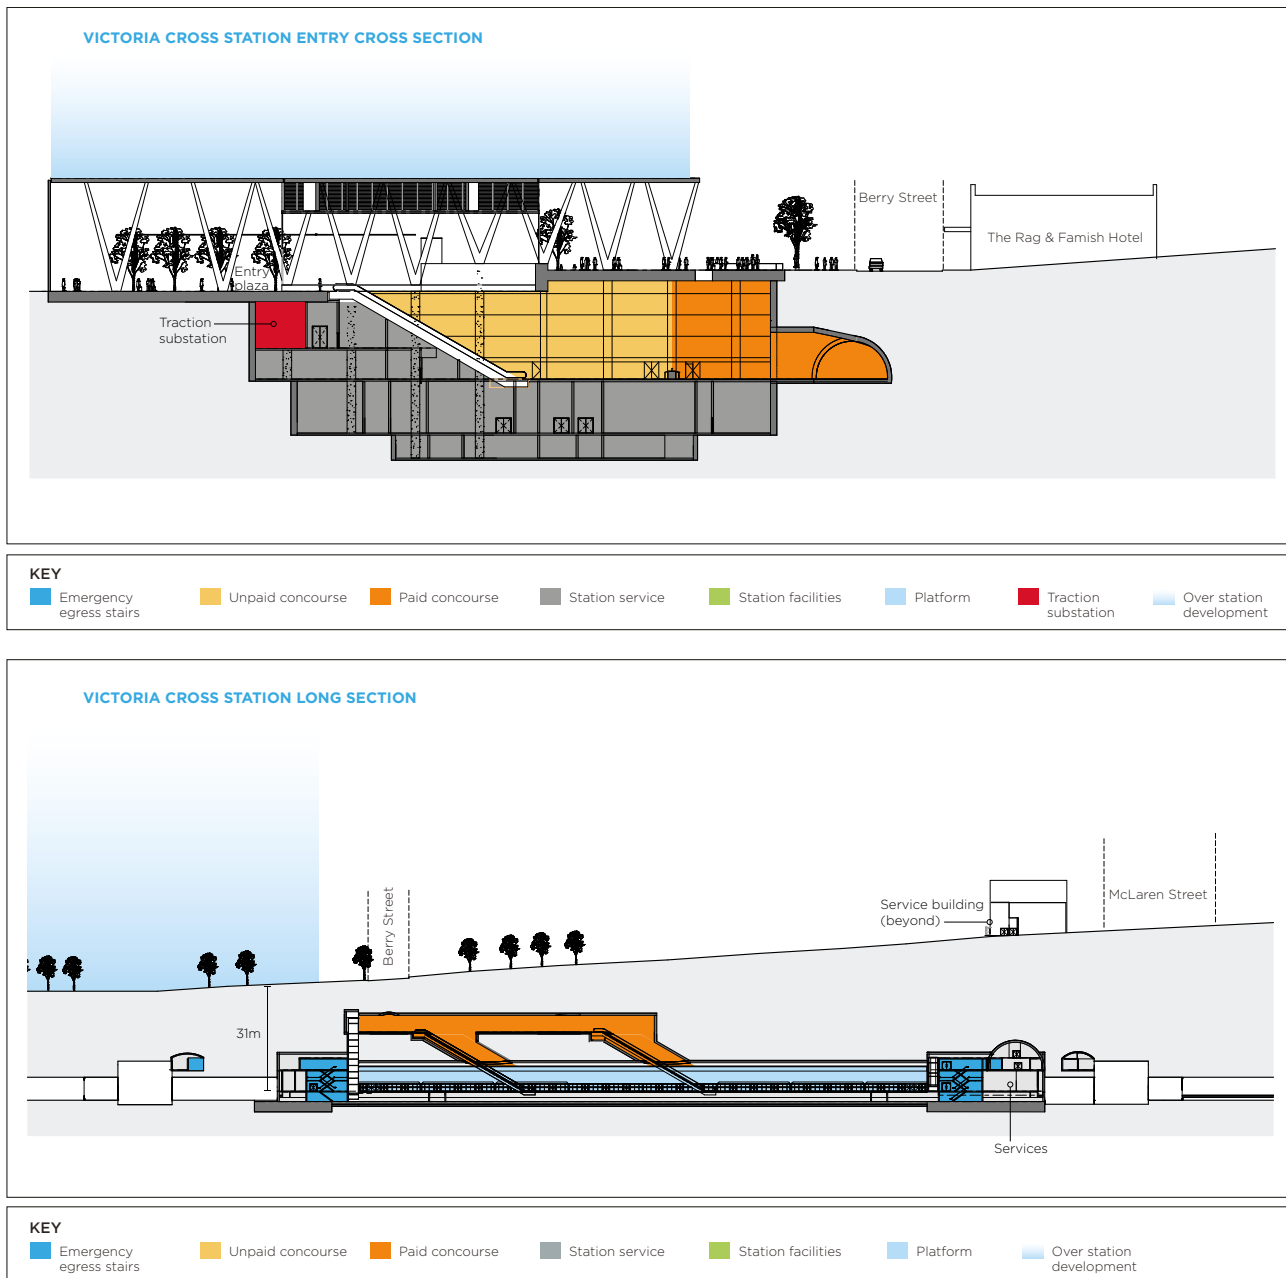 VICTORIA CROSS STATION ENTRY CROSS SECTION
Berry Street
The Rag & Famish Hotel
Entry
plaza
Traction
substation
KEY
Emergency
egress stairs
Unpaid concourse
Paid concourse
Station service
Station facilities
Platform
Traction
substation
Over station
development
VICTORIA CROSS STATION LONG SECTION
Berry Street
Service building
(beyond)
McLaren Street
31m
Services
KEY
Emergency
egress stairs
Unpaid concourse
Paid concourse
Station service
Station facilities
Platform
Over station
development